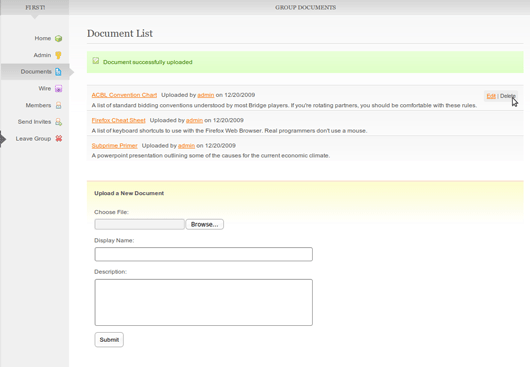 FIRST!
GROUP DOCUMENTS
Home
Admin
Documents
Wire
Members
Send Invites
Leave Group
Document List
Document successfully uploaded
ACBL Convention Chart Uploaded by admin on 12/20/2009
Edit | Delete
A list of standard bidding conventions understood by most Bridge players. If you're rotating partners, you should be comfortable with these rules.
Firefox Cheat Sheet Uploaded by admin on 12/20/2009
A list of keyboard shortcuts to use with the Firefox Web Browser. Real programmers don't use a mouse.
Subprime Primer Uploaded by admin on 12/20/2009
A powerpoint presentation outlining some of the causes for the current economic climate.
Upload a New Document
Choose File:
Browse...
Display Name:
Description:
Submit